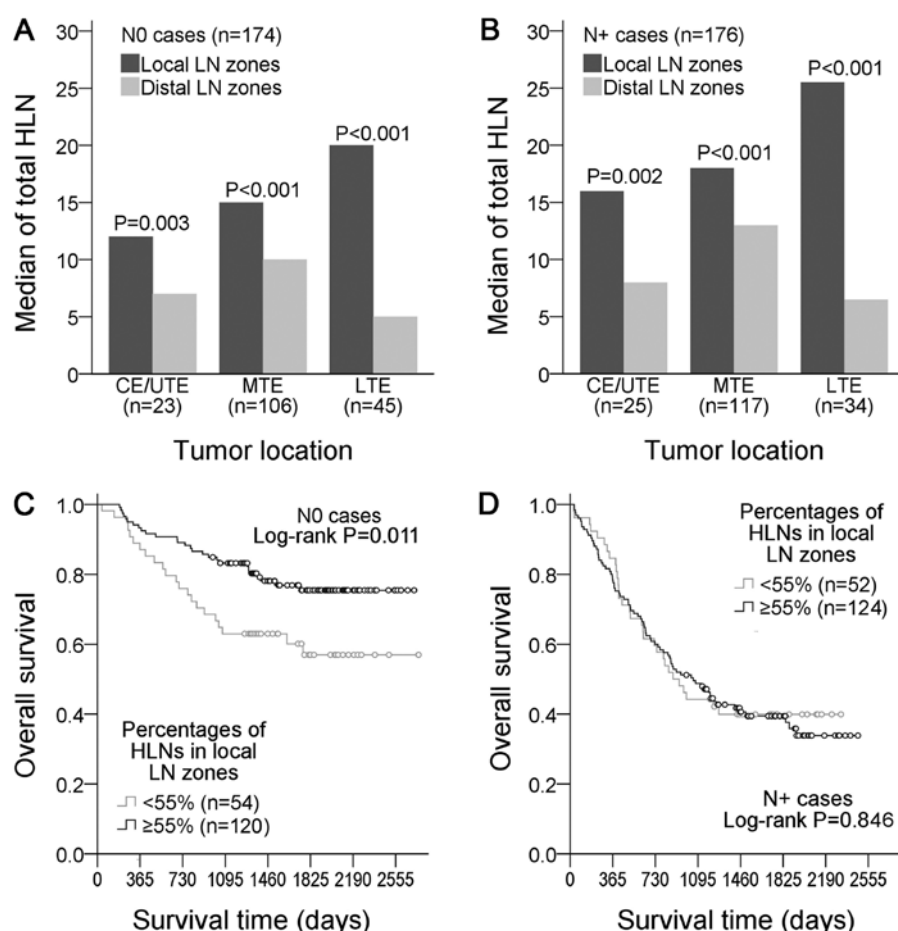 A
N0 cases (n=174)
Local LN zones
Distal LN zones
Median of total HLN
30
25
20
15
10
5
0
P=0.003
P<0.001
P<0.001
CE/UTE
(n=23)
MTE
(n=106)
LTE
(n=45)
Tumor location
B
N+ cases (n=176)
Local LN zones
Distal LN zones
Median of total HLN
30
25
20
15
10
5
0
P=0.002
P<0.001
P<0.001
CE/UTE
(n=25)
MTE
(n=117)
LTE
(n=34)
Tumor location
C
N0 cases
Log-rank P=0.011
Overall survival
1.0
0.8
0.6
0.4
0.2
0.0
Percentages of
HLNs in local
LN zones
<55% (n=54)
≥55% (n=120)
0 365 730 1095 1460 1825 2190 2555
Survival time (days)
D
Percentages of
HLNs in local
LN zones
<55% (n=52)
≥55% (n=124)
Overall survival
1.0
0.8
0.6
0.4
0.2
0.0
N+ cases
Log-rank P=0.846
0 365 730 1095 1460 1825 2190 2555
Survival time (days)